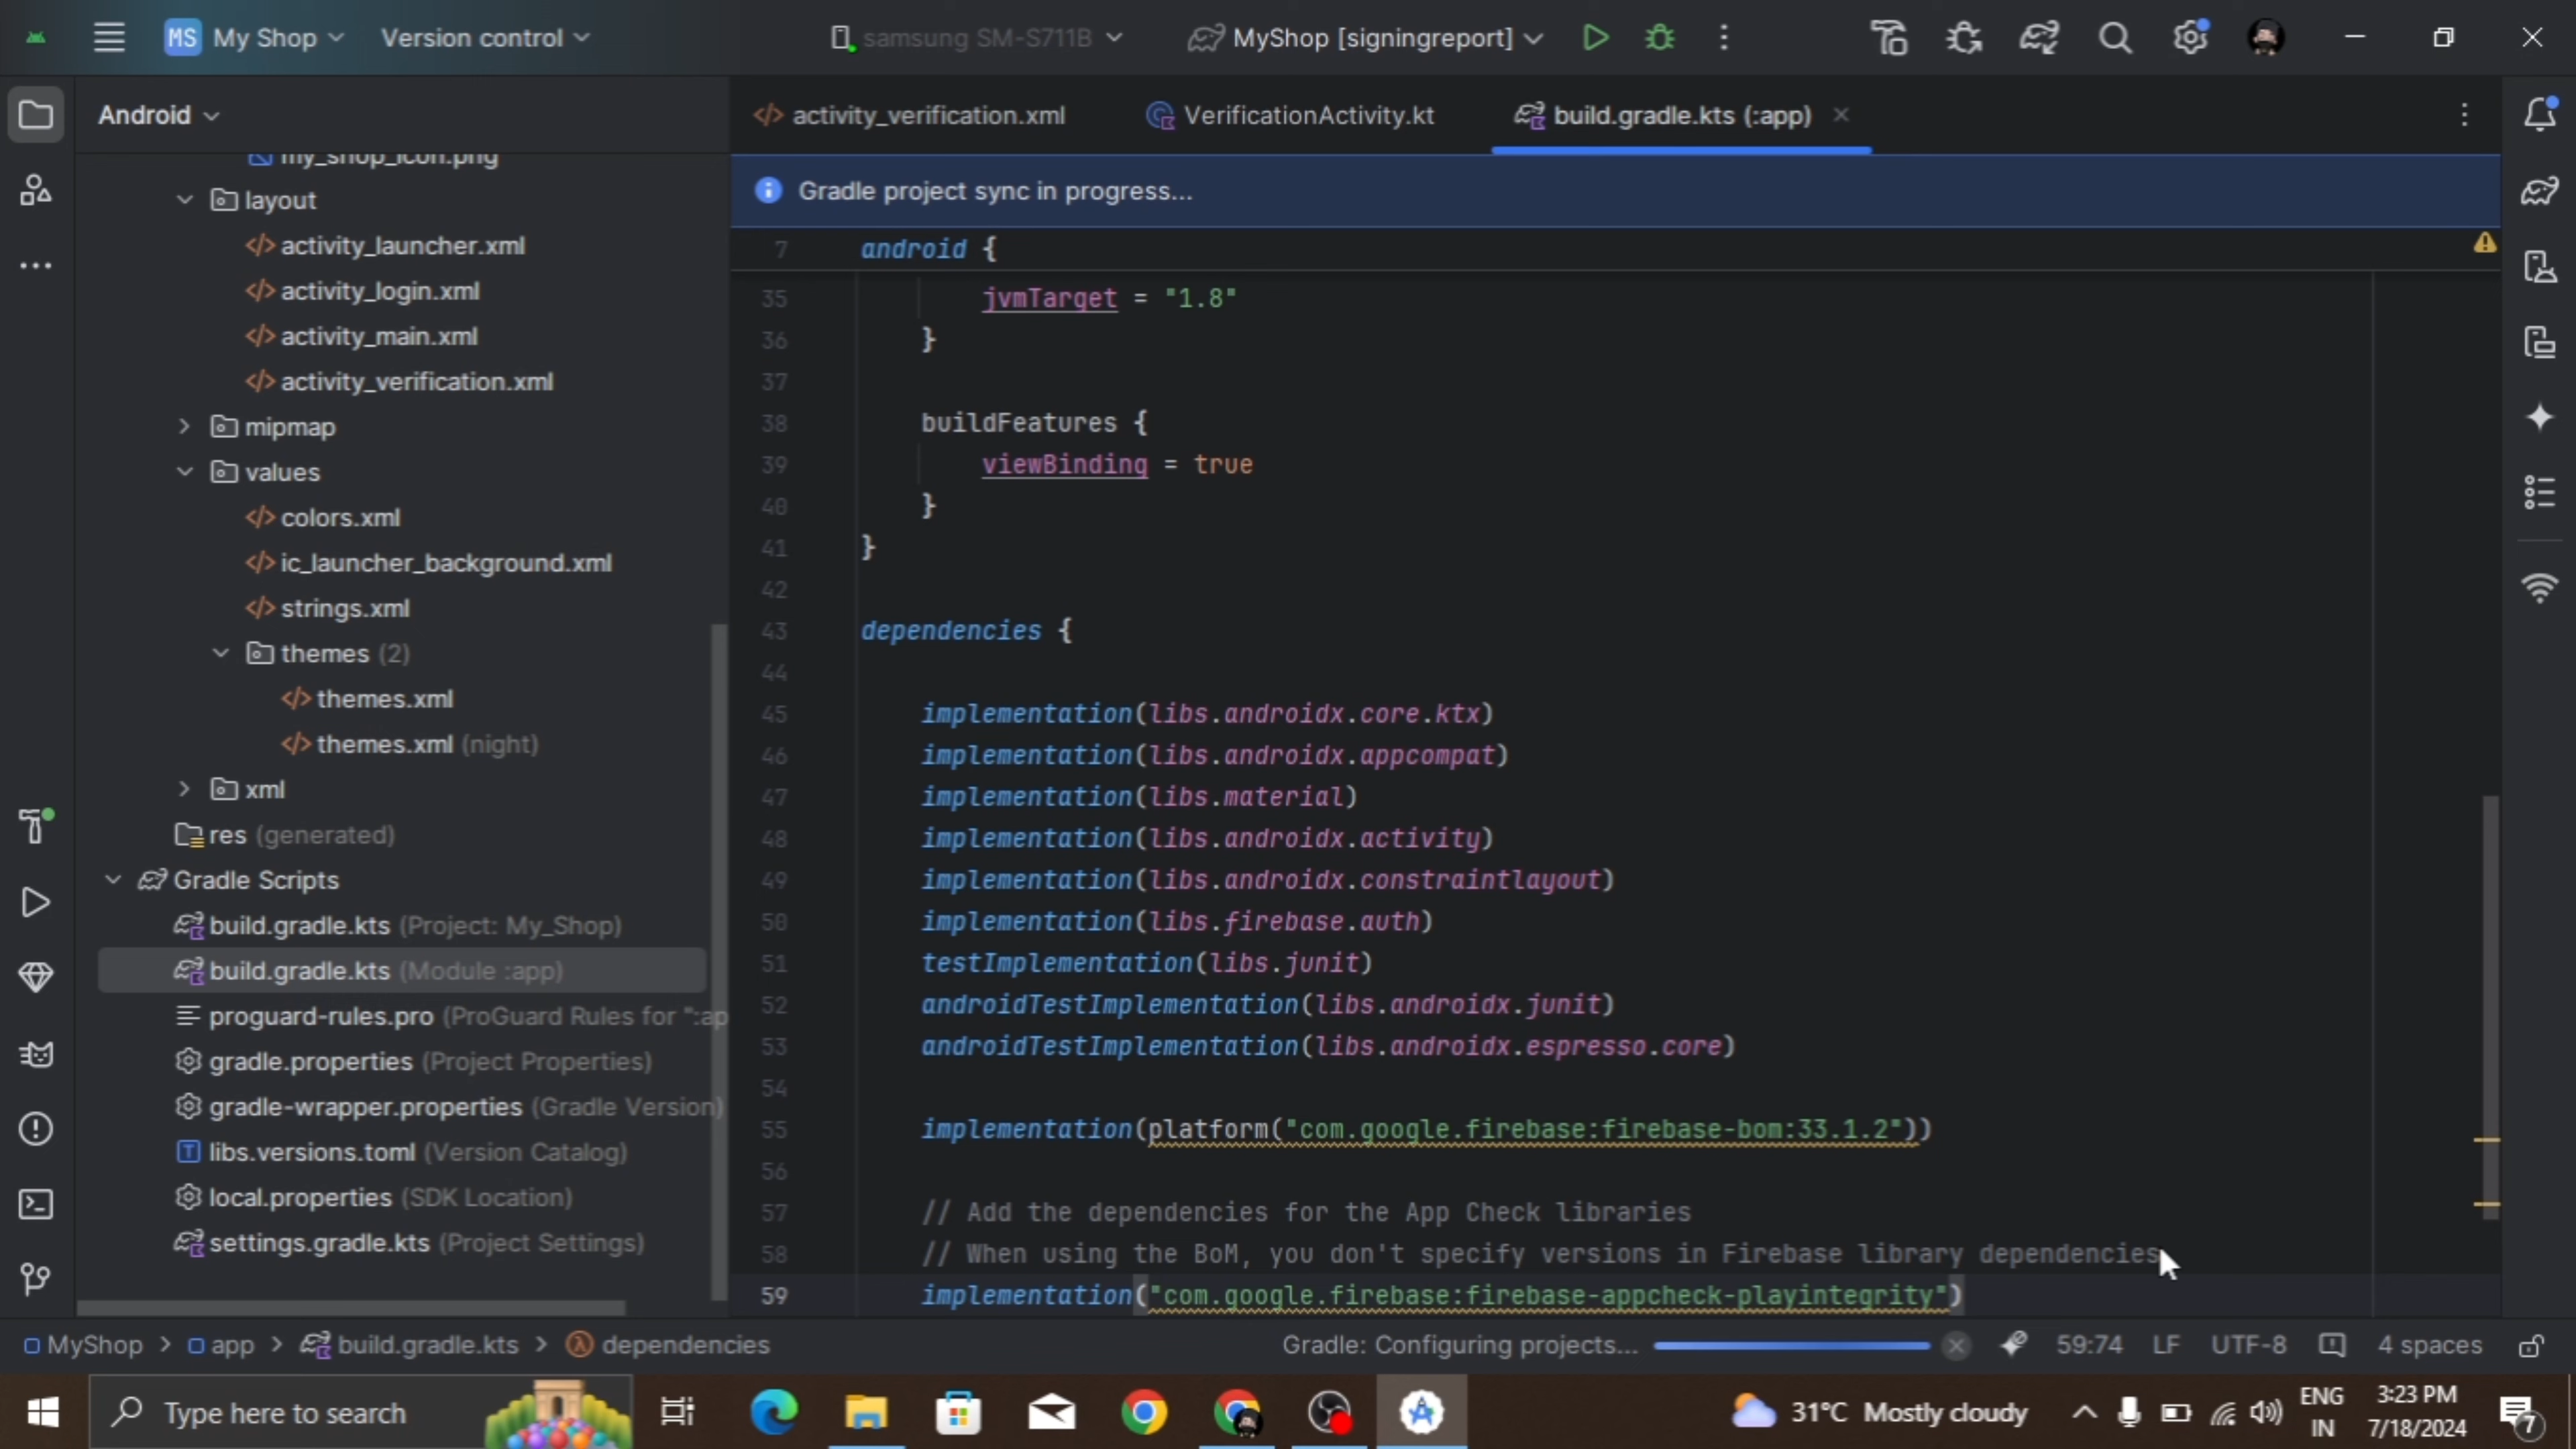 MS My Shop Version control samsung SM-S711B MyShop [signingreport]
Android
activity_verification.xml VerificationActivity.kt build.gradle.kts (:app)
my_shop_icon.png
layout
activity_launcher.xml
activity_login.xml
activity_main.xml
activity_verification.xml
mipmap
values
colors.xml
ic_launcher_background.xml
strings.xml
themes (2)
themes.xml
themes.xml (night)
xml
res (generated)
Gradle Scripts
build.gradle.kts (Project: My_Shop)
build.gradle.kts (Module :app)
proguard-rules.pro (ProGuard Rules for ":ap
gradle.properties (Project Properties)
gradle-wrapper.properties (Gradle Version)
libs.versions.toml (Version Catalog)
local.properties (SDK Location)
settings.gradle.kts (Project Settings)
Gradle project sync in progress...
7 android {
35 jvmTarget = "1.8"
36 }
37
38 buildFeatures {
39 viewBinding = true
40 }
41 }
42
43 dependencies {
44
45 implementation(libs.androidx.core.ktx)
46 implementation(libs.androidx.appcompat)
47 implementation(libs.material)
48 implementation(libs.androidx.activity)
49 implementation(libs.androidx.constraintlayout)
50 implementation(libs.firebase.auth)
51 testImplementation(libs.junit)
52 androidTestImplementation(libs.androidx.junit)
53 androidTestImplementation(libs.androidx.espresso.core)
54
55 implementation(platform("com.google.firebase:firebase-bom:33.1.2"))
56
57 // Add the dependencies for the App Check libraries
58 // When using the BoM, you don't specify versions in Firebase library dependencies
59 implementation("com.google.firebase:firebase-appcheck-playintegrity")
MyShop > app > build.gradle.kts > dependencies Gradle: Configuring projects... 59:74 LF UTF-8 4 spaces
Type here to search 31°C Mostly cloudy ENG IN 3:23 PM 7/18/2024 7